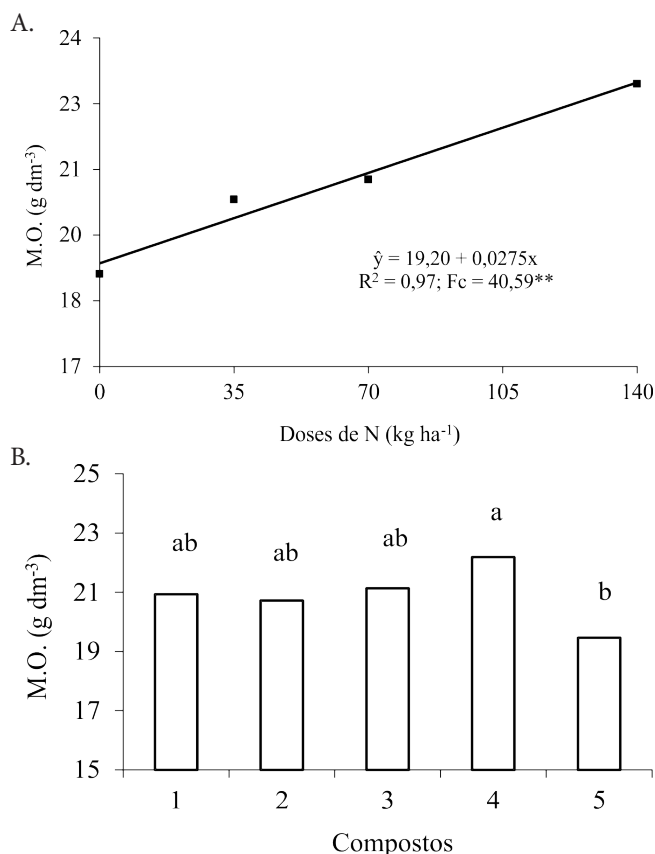 A.
24
23
21
20
18
17
M.O. (g dm-3)
ŷ = 19,20 + 0,0275x
R2 = 0,97; Fc = 40,59**
0 35 70 105 140
Doses de N (kg ha-1)
B.
25
23
21
19
17
15
M.O. (g dm-3)
ab ab ab a b
1 2 3 4 5
Compostos